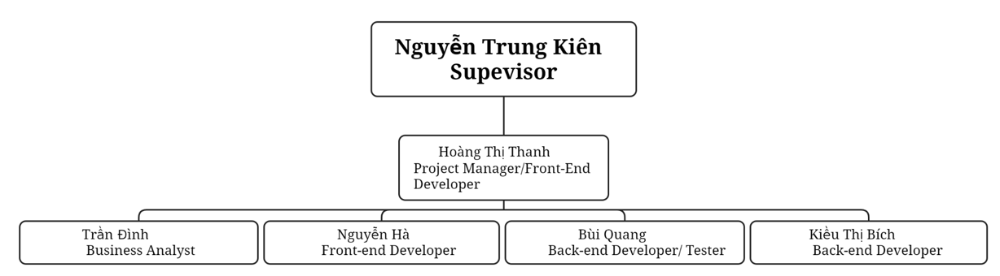 Nguyễn Trung Kiên
Supevisor
Hoàng Thị Thanh
Project Manager/Front-End
Developer
Trần Đình
Business Analyst
Nguyễn Hà
Front-end Developer
Bùi Quang
Back-end Developer/ Tester
Kiều Thị Bích
Back-end Developer